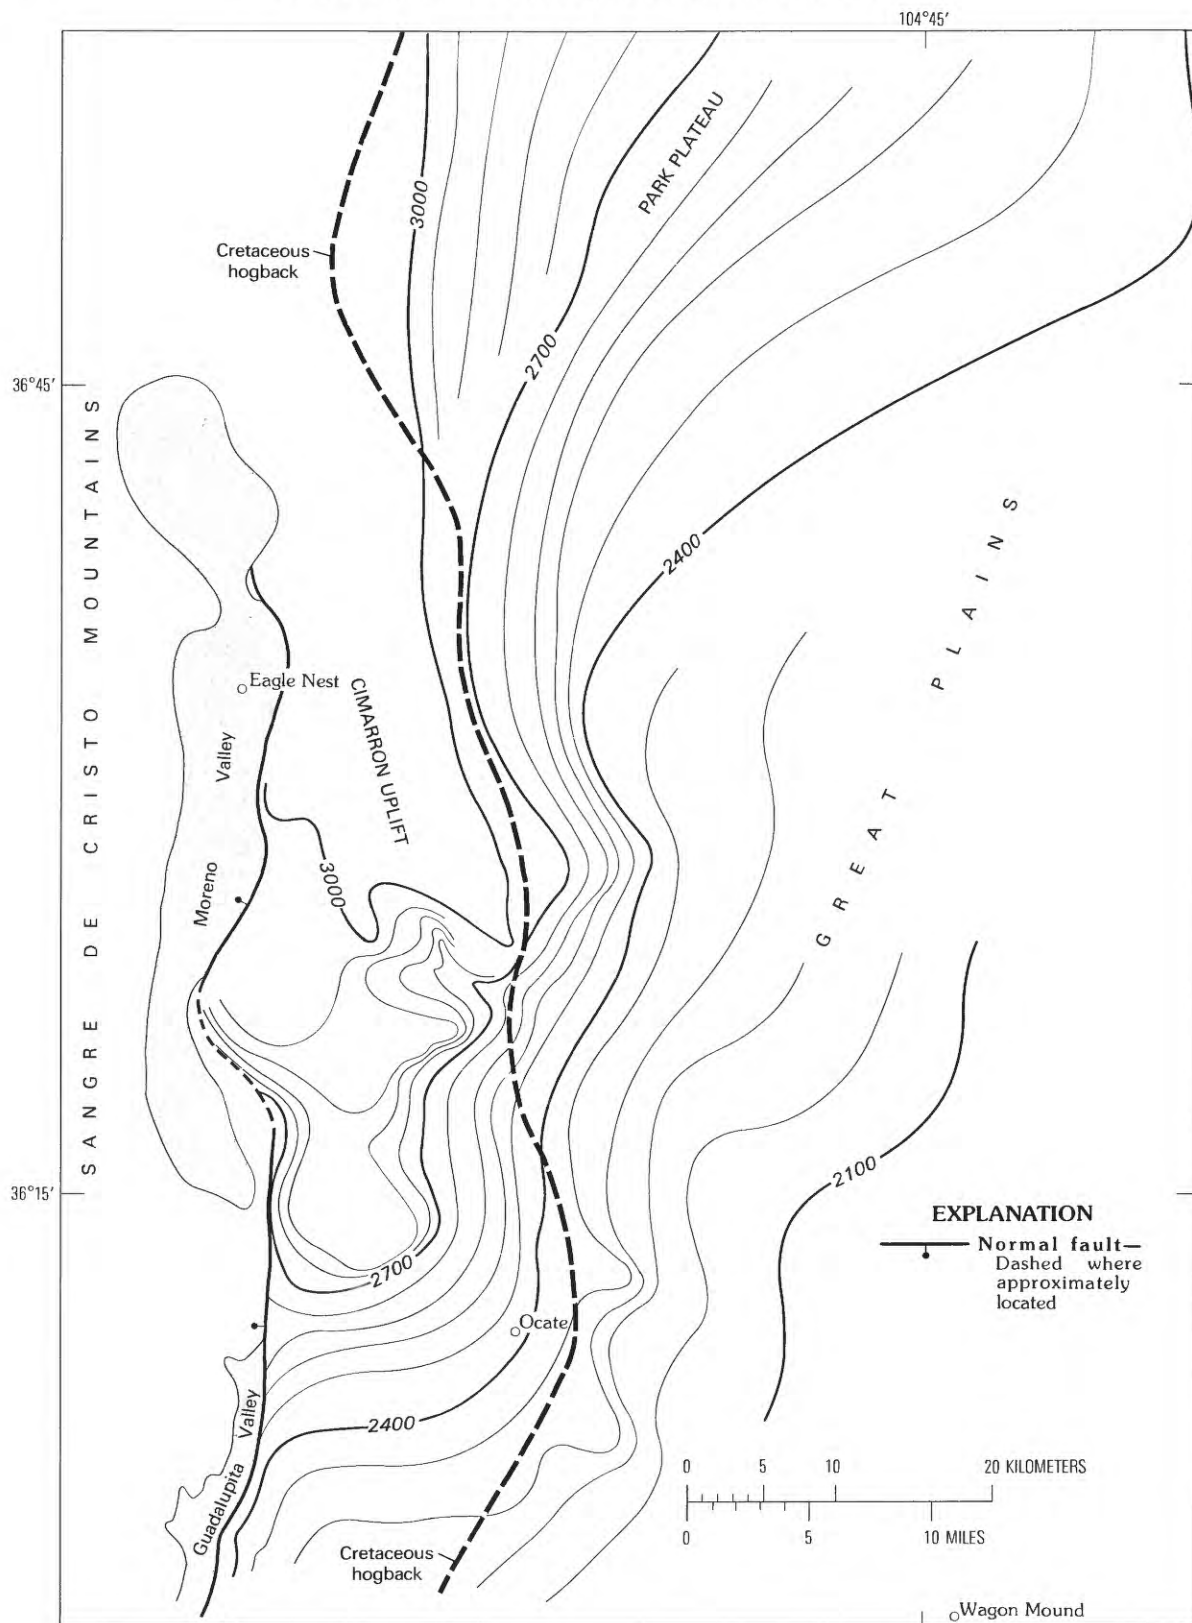 104°45′
PARK PLATEAU
3000
Cretaceous
hogback
2700
36°45′
SANGRE DE CRISTO MOUNTAINS
GREAT PLAINS
2400
Eagle Nest
CIMARRON UPLIFT
Moreno Valley
3000
2100
36°15′
EXPLANATION
Normal fault—
Dashed where
approximately
located
2700
Ocate
2400
Guadalupita Valley
0 5 10 20 KILOMETERS
0 5 10 MILES
Cretaceous
hogback
Wagon Mound